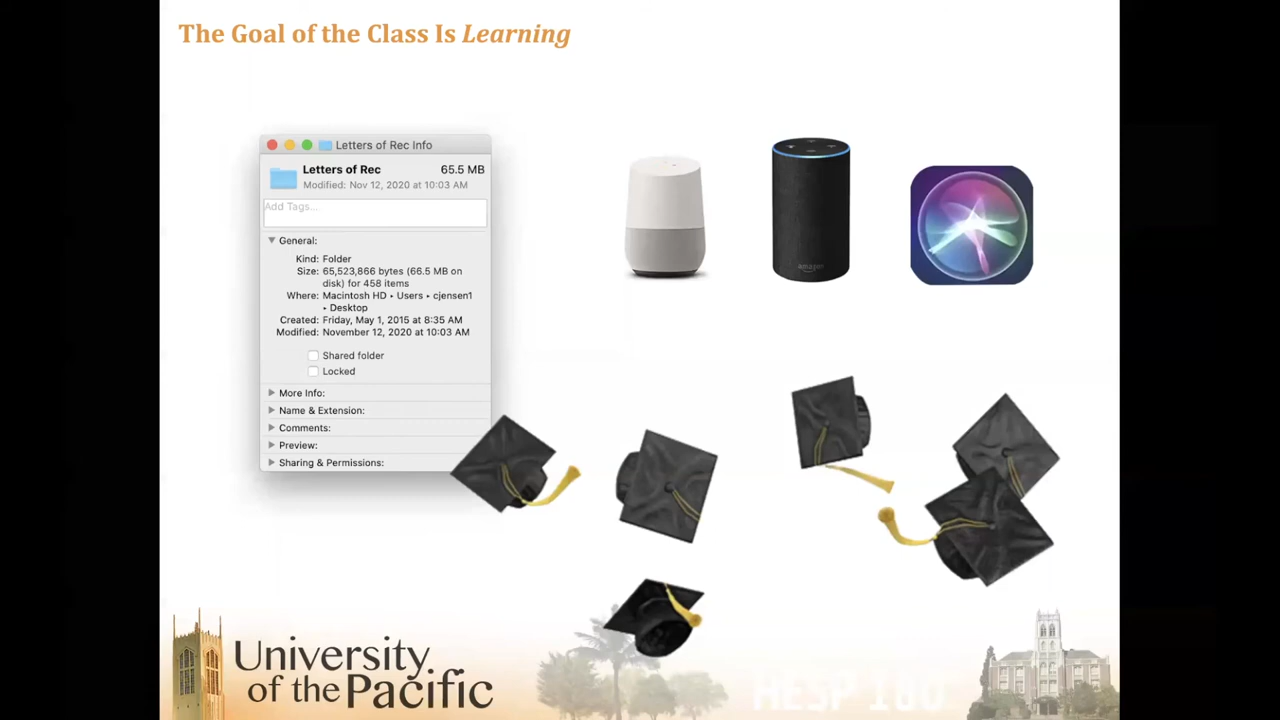 The Goal of the Class Is Learning
Letters of Rec Info
Letters of Rec 65.5 MB
Modified: Nov 12, 2020 at 10:03 AM
Add Tags...
General:
Kind: Folder
Size: 65,523,866 bytes (66.5 MB on
disk) for 458 items
Where: Macintosh HD • Users • cjensen1
• Desktop
Created: Friday, May 1, 2015 at 8:35 AM
Modified: November 12, 2020 at 10:03 AM
Shared folder
Locked
More Info:
Name & Extension:
Comments:
Preview:
Sharing & Permissions:
amazon
University
of the Pacific
HESP 180